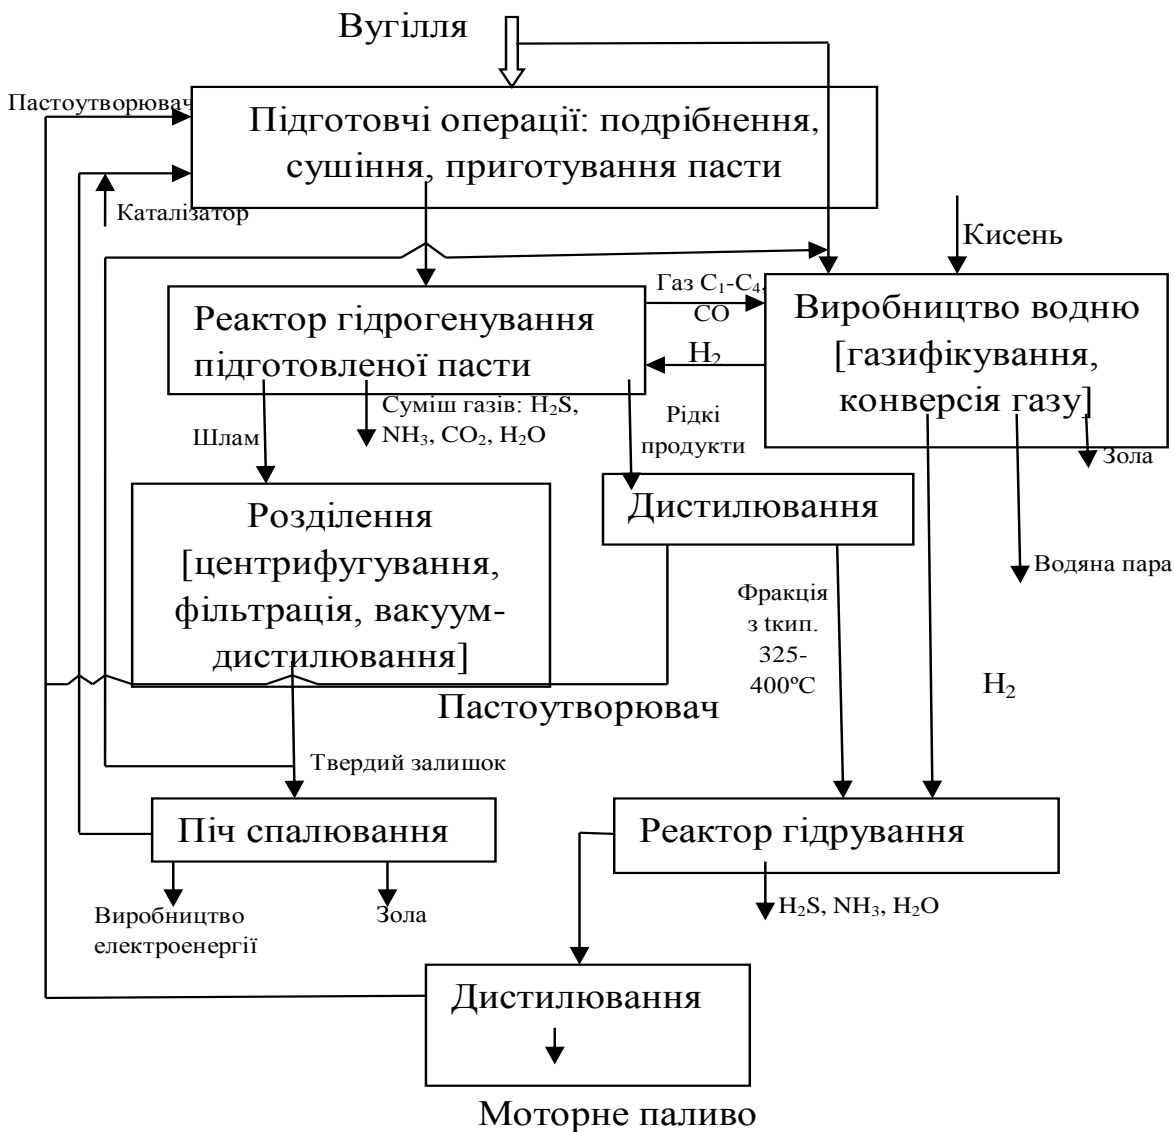 Вугілля
Пастоутворювач
Підготовчі операції: подрібнення,
сушіння, приготування пасти
Каталізатор
Кисень
Газ C₁-C₄,
CO
H₂
Реактор гідрогенування
підготовленої пасти
Виробництво водню
[газифікування,
конверсія газу]
Шлам
Суміш газів: H₂S,
NH₃, CO₂, H₂O
Рідкі
продукти
Зола
Розділення
[центрифугування,
фільтрація, вакуум-
дистилювання]
Дистилювання
Водяна пара
Фракція
з tкип.
325-
400ºC
H₂
Пастоутворювач
Твердий залишок
Піч спалювання
Реактор гідрування
Виробництво
електроенергії
Зола
H₂S, NH₃, H₂O
Дистилювання
Моторне паливо